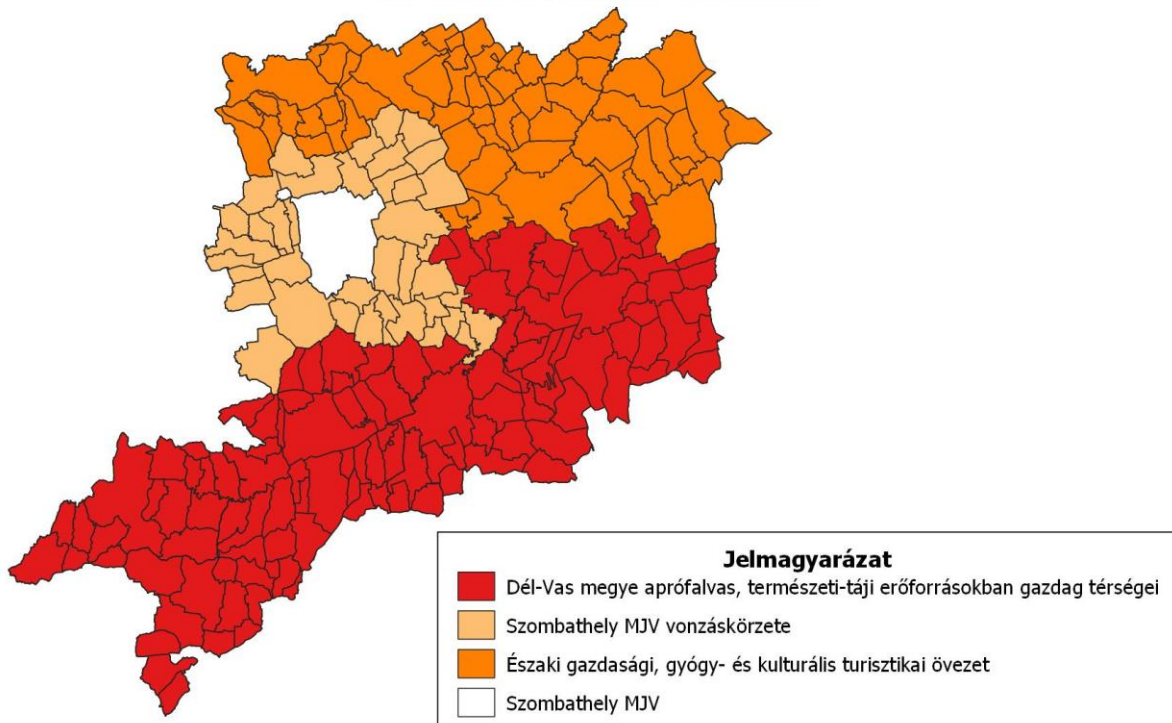 Jelmagyarázat
Dél-Vas megye aprófalvas, természeti-táji erőforrásokban gazdag térségei
Szombathely MJV vonzáskörzete
Északi gazdasági, gyógy- és kulturális turisztikai övezet
Szombathely MJV